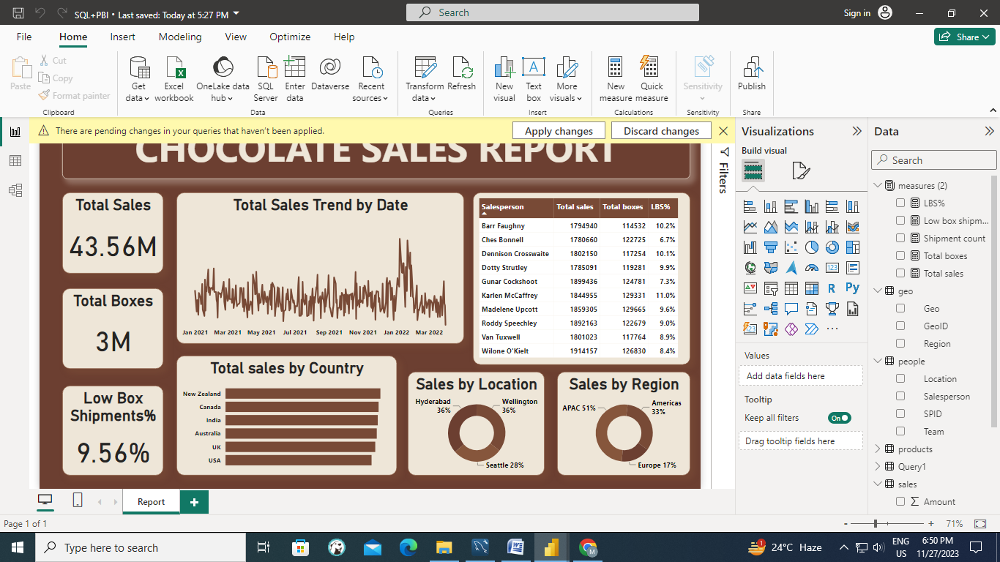 SQL+PBI • Last saved: Today at 5:27 PM
Search
Sign in
File Home Insert Modeling View Optimize Help
Share
Paste
Cut
Copy
Format painter
Clipboard
Get data
Excel workbook
OneLake data hub
SQL Server
Enter data
Dataverse
Recent sources
Data
Transform data
Refresh
Queries
New visual
Text box
More visuals
Insert
New measure
Quick measure
Calculations
Sensitivity
Sensitivity
Publish
Share
There are pending changes in your queries that haven't been applied.
Apply changes
Discard changes
CHOCOLATE SALES REPORT
Total Sales
43.56M
Total Boxes
3M
Low Box
Shipments%
9.56%
Total Sales Trend by Date
Jan 2021 Mar 2021 May 2021 Jul 2021 Sep 2021 Nov 2021 Jan 2022 Mar 2022
Salesperson Total sales Total boxes LBS%
Barr Faughny 1794940 114532 10.2%
Ches Bonnell 1780660 122725 6.7%
Dennison Crosswaite 1802150 117254 10.1%
Dotty Strutley 1785091 119281 9.9%
Gunar Cockshoot 1899436 124781 7.3%
Karlen McCaffrey 1844955 129331 11.0%
Madelene Upcott 1859305 129665 9.6%
Roddy Speechley 1892163 122679 9.0%
Van Tuxwell 1801023 117764 8.9%
Wilone O'Kielt 1914157 126830 8.4%
Total sales by Country
New Zealand
Canada
India
Australia
UK
USA
Sales by Location
Hyderabad
36%
Wellington
36%
Seattle 28%
Sales by Region
APAC 51%
Americas
33%
Europe 17%
Filters
Visualizations
Build visual
123
R
Py
123
Values
Add data fields here
Tooltip
Keep all filters
On
Drag tooltip fields here
Data
Search
measures (2)
LBS%
Low box shipm...
Shipment count
Total boxes
Total sales
geo
Geo
GeoID
Region
people
Location
Salesperson
SPID
Team
products
Query1
sales
Σ Amount
Report
Page 1 of 1
- + 71%
Type here to search
1
24°C Haze
ENG
US
6:50 PM
11/27/2023